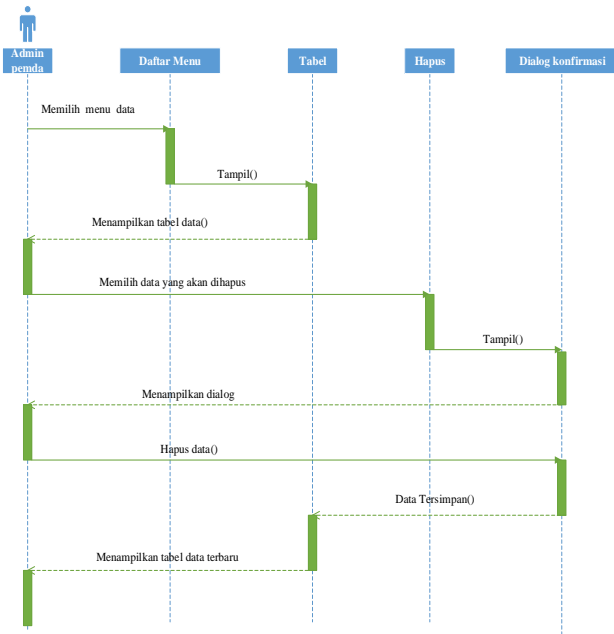 Admin
pemda
Daftar Menu
Tabel
Hapus
Dialog konfirmasi
Memilih menu data
Tampil()
Menampilkan tabel data()
Memilih data yang akan dihapus
Tampil()
Menampilkan dialog
Hapus data()
Data Tersimpan()
Menampilkan tabel data terbaru